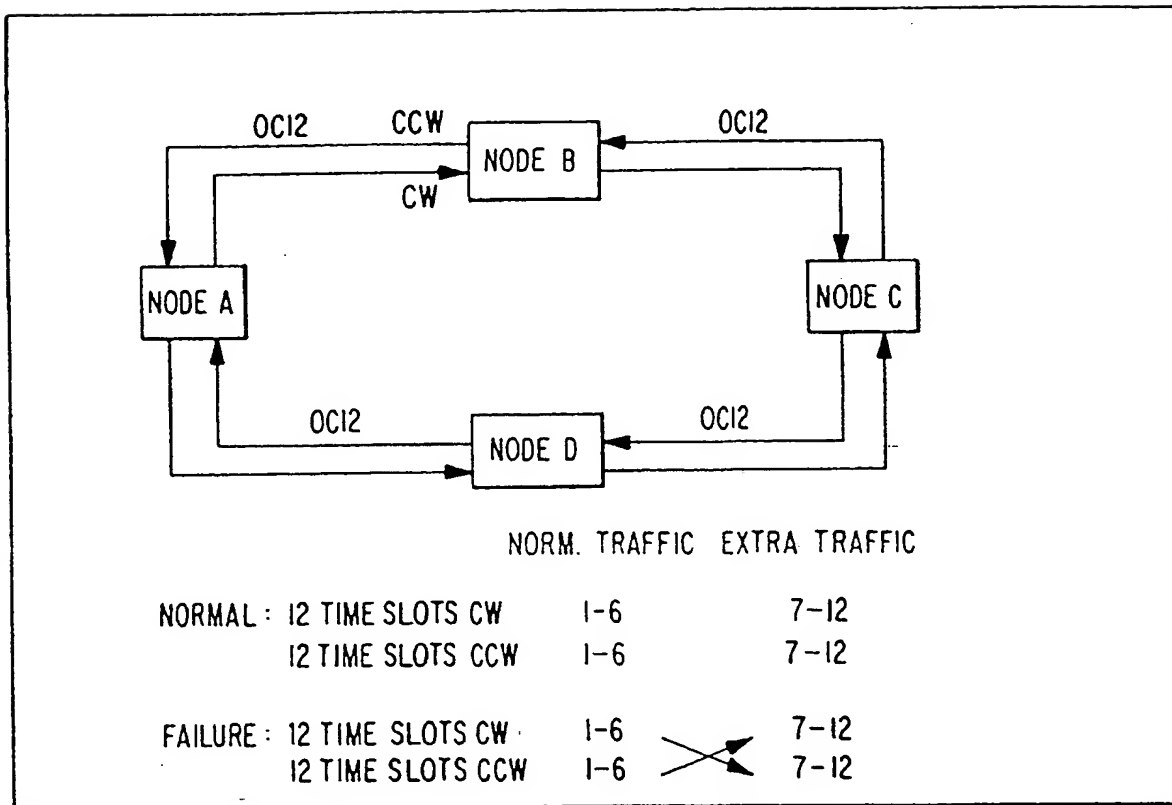 OC12 CCW OC12
NODE B
CW
NODE A
NODE C
OC12 OC12
NODE D
NORM. TRAFFIC EXTRA TRAFFIC
NORMAL: 12 TIME SLOTS CW 1-6 7-12
12 TIME SLOTS CCW 1-6 7-12
FAILURE: 12 TIME SLOTS CW 1-6 7-12
12 TIME SLOTS CCW 1-6 7-12